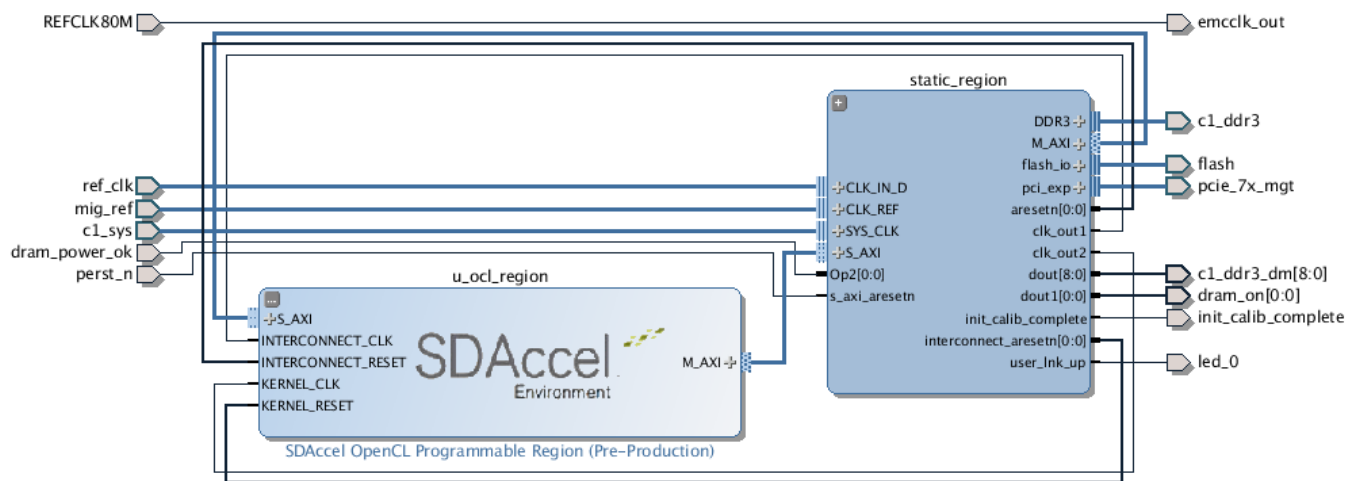 REFCLK80M
emcclk_out
static_region
DDR3
c1_ddr3
M_AXI
flash_io
flash
ref_clk
CLK_IN_D
pci_exp
pcie_7x_mgt
mig_ref
CLK_REF
aresetn[0:0]
c1_sys
SYS_CLK
clk_out1
dram_power_ok
S_AXI
clk_out2
perst_n
Op2[0:0]
dout[8:0]
c1_ddr3_dm[8:0]
u_ocl_region
s_axi_aresetn
dout1[0:0]
dram_on[0:0]
S_AXI
init_calib_complete
init_calib_complete
INTERCONNECT_CLK
interconnect_aresetn[0:0]
INTERCONNECT_RESET
SDAccel
M_AXI
user_lnk_up
led_0
KERNEL_CLK
Environment
KERNEL_RESET
SDAccel OpenCL Programmable Region (Pre-Production)